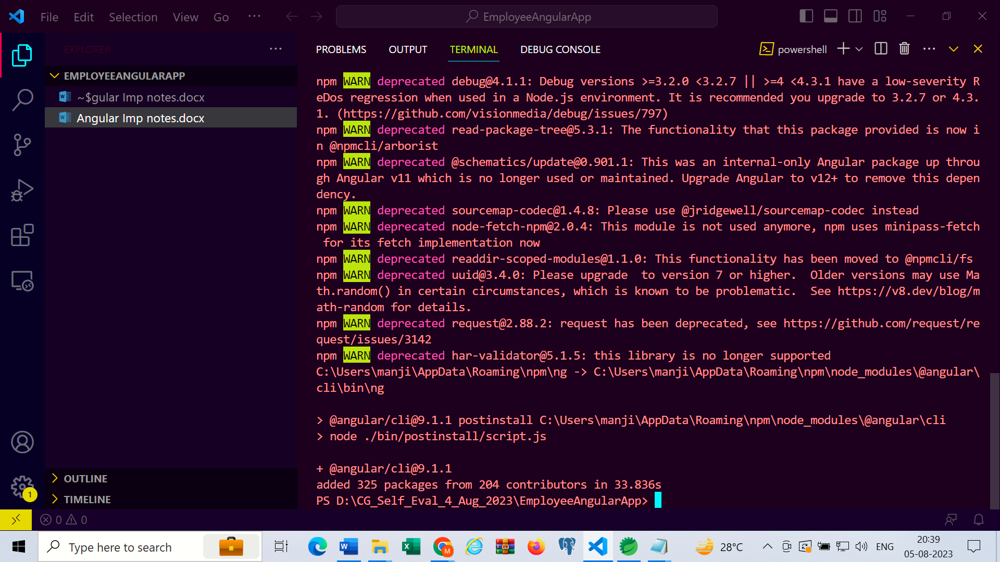 File Edit Selection View Go ... EmployeeAngularApp
EXPLORER
PROBLEMS OUTPUT TERMINAL DEBUG CONSOLE powershell
EMPLOYEEANGULARAPP
~$gular Imp notes.docx
Angular Imp notes.docx
npm WARN deprecated debug@4.1.1: Debug versions >=3.2.0 <3.2.7 || >=4 <4.3.1 have a low-severity R
eDos regression when used in a Node.js environment. It is recommended you upgrade to 3.2.7 or 4.3.
1. (https://github.com/visionmedia/debug/issues/797)
npm WARN deprecated read-package-tree@5.3.1: The functionality that this package provided is now i
n @npmcli/arborist
npm WARN deprecated @schematics/update@0.901.1: This was an internal-only Angular package up throu
gh Angular v11 which is no longer used or maintained. Upgrade Angular to v12+ to remove this depen
dency.
npm WARN deprecated sourcemap-codec@1.4.8: Please use @jridgewell/sourcemap-codec instead
npm WARN deprecated node-fetch-npm@2.0.4: This module is not used anymore, npm uses minipass-fetch
 for its fetch implementation now
npm WARN deprecated readdir-scoped-modules@1.1.0: This functionality has been moved to @npmcli/fs
npm WARN deprecated uuid@3.4.0: Please upgrade  to version 7 or higher.  Older versions may use Ma
th.random() in certain circumstances, which is known to be problematic.  See https://v8.dev/blog/m
ath-random for details.
npm WARN deprecated request@2.88.2: request has been deprecated, see https://github.com/request/re
quest/issues/3142
npm WARN deprecated har-validator@5.1.5: this library is no longer supported
C:\Users\manji\AppData\Roaming\npm\ng -> C:\Users\manji\AppData\Roaming\npm\node_modules\@angular\
cli\bin\ng
> @angular/cli@9.1.1 postinstall C:\Users\manji\AppData\Roaming\npm\node_modules\@angular\cli
> node ./bin/postinstall/script.js
+ @angular/cli@9.1.1
added 325 packages from 204 contributors in 33.836s
PS D:\CG_Self_Eval_4_Aug_2023\EmployeeAngularApp>
OUTLINE
TIMELINE
1
0 0
Type here to search
M
28°C
ENG
20:39
05-08-2023